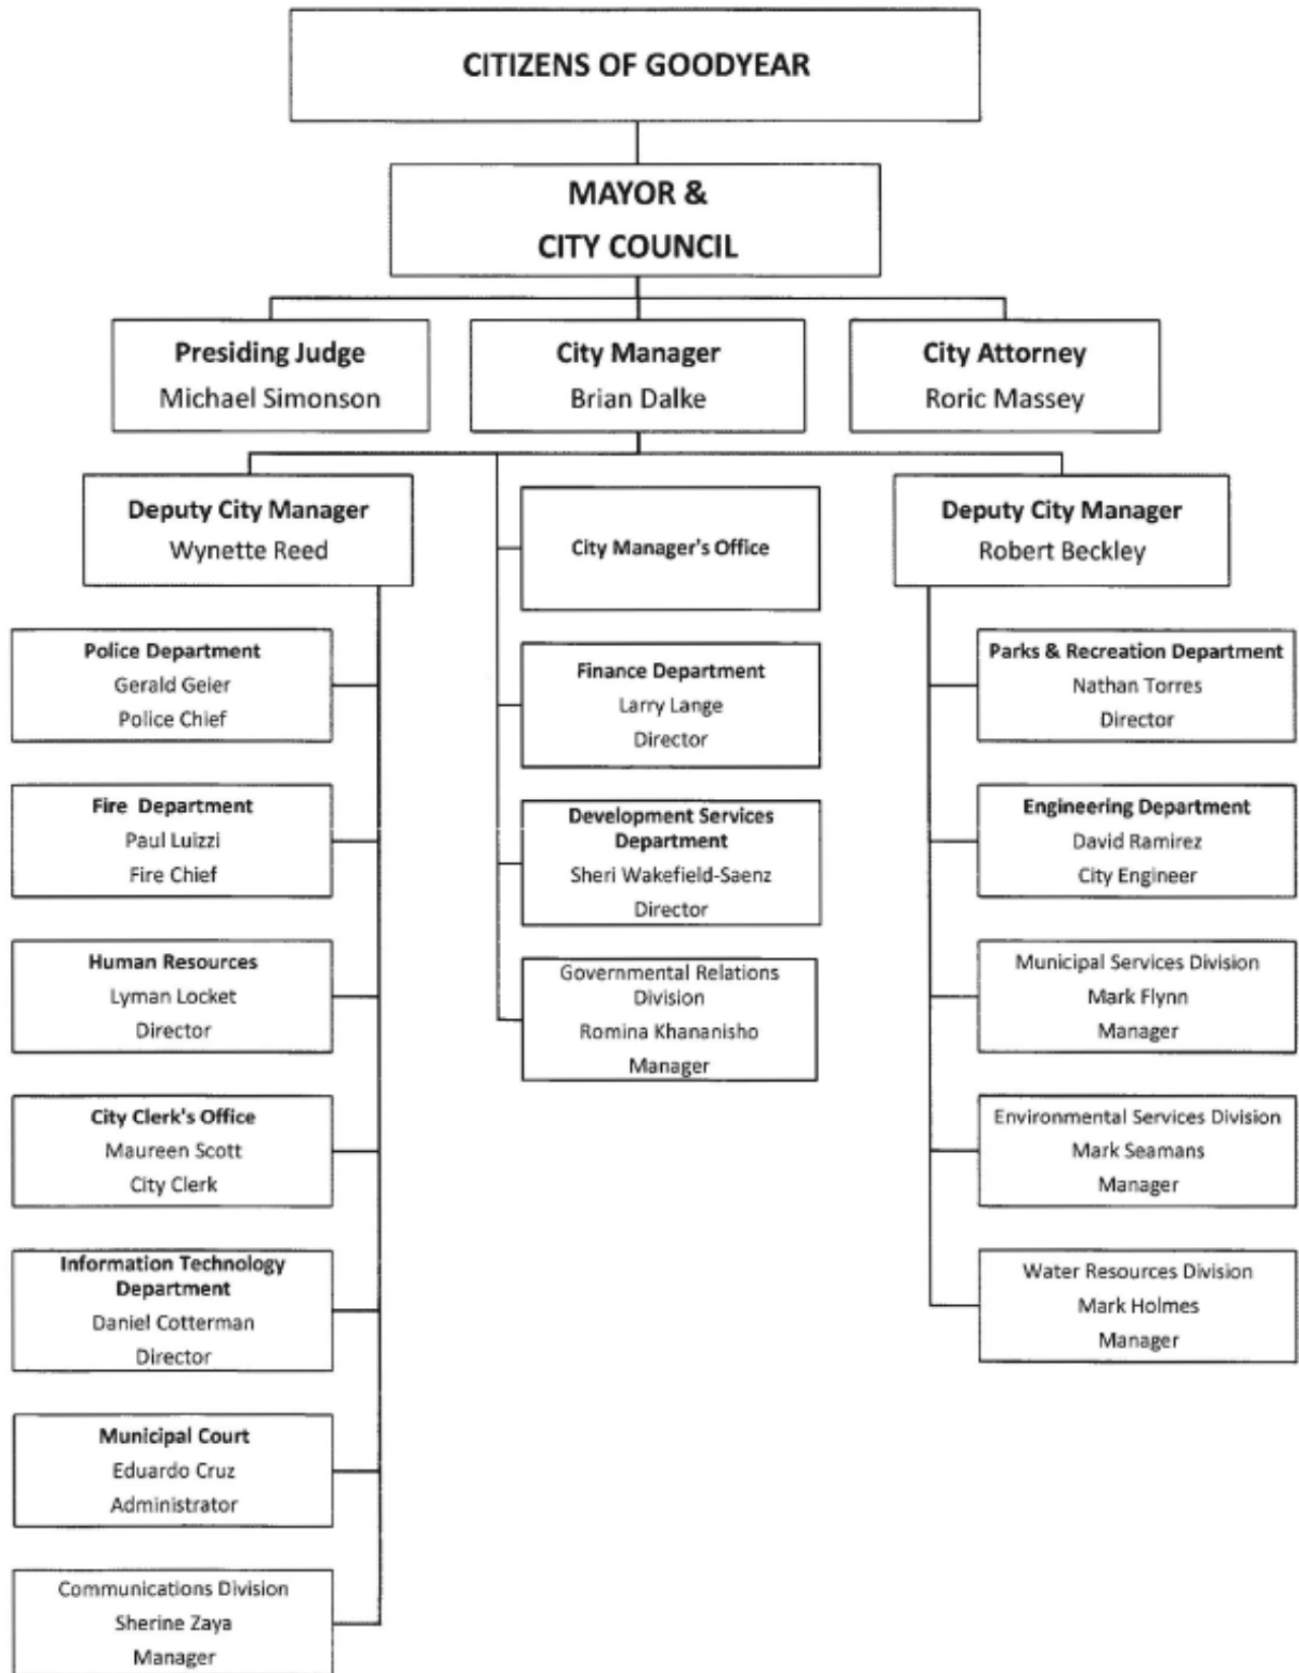 CITIZENS OF GOODYEAR
MAYOR &
CITY COUNCIL
Presiding Judge
Michael Simonson
City Manager
Brian Dalke
City Attorney
Roric Massey
Deputy City Manager
Wynette Reed
Police Department
Gerald Geier
Police Chief
Fire Department
Paul Luizzi
Fire Chief
Human Resources
Lyman Locket
Director
City Clerk's Office
Maureen Scott
City Clerk
Information Technology
Department
Daniel Cotterman
Director
Municipal Court
Eduardo Cruz
Administrator
Communications Division
Sherine Zaya
Manager
City Manager's Office
Finance Department
Larry Lange
Director
Development Services
Department
Sheri Wakefield-Saenz
Director
Governmental Relations
Division
Romina Khananisho
Manager
Deputy City Manager
Robert Beckley
Parks & Recreation Department
Nathan Torres
Director
Engineering Department
David Ramirez
City Engineer
Municipal Services Division
Mark Flynn
Manager
Environmental Services Division
Mark Seamans
Manager
Water Resources Division
Mark Holmes
Manager